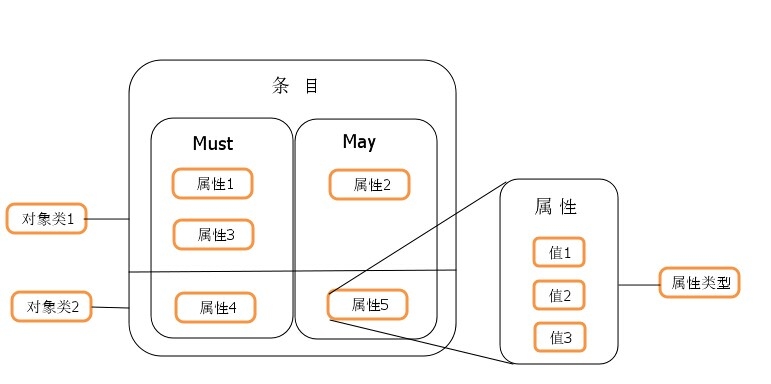 条 目
Must
May
属性1
属性2
对象类1
属性3
属 性
值1
值2
值3
属性类型
对象类2
属性4
属性5